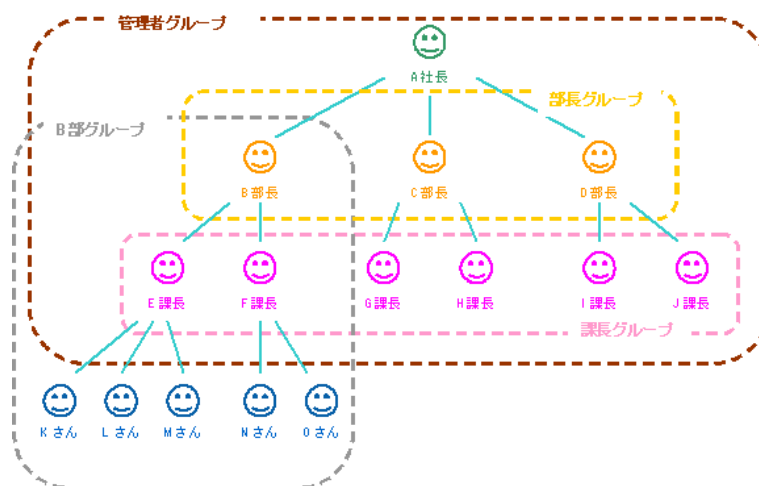 管理者グループ
A社長
部長グループ
B部グループ
B部長
C部長
D部長
E課長
F課長
G課長
H課長
I課長
J課長
課長グループ
Kさん
Lさん
Mさん
Nさん
Oさん